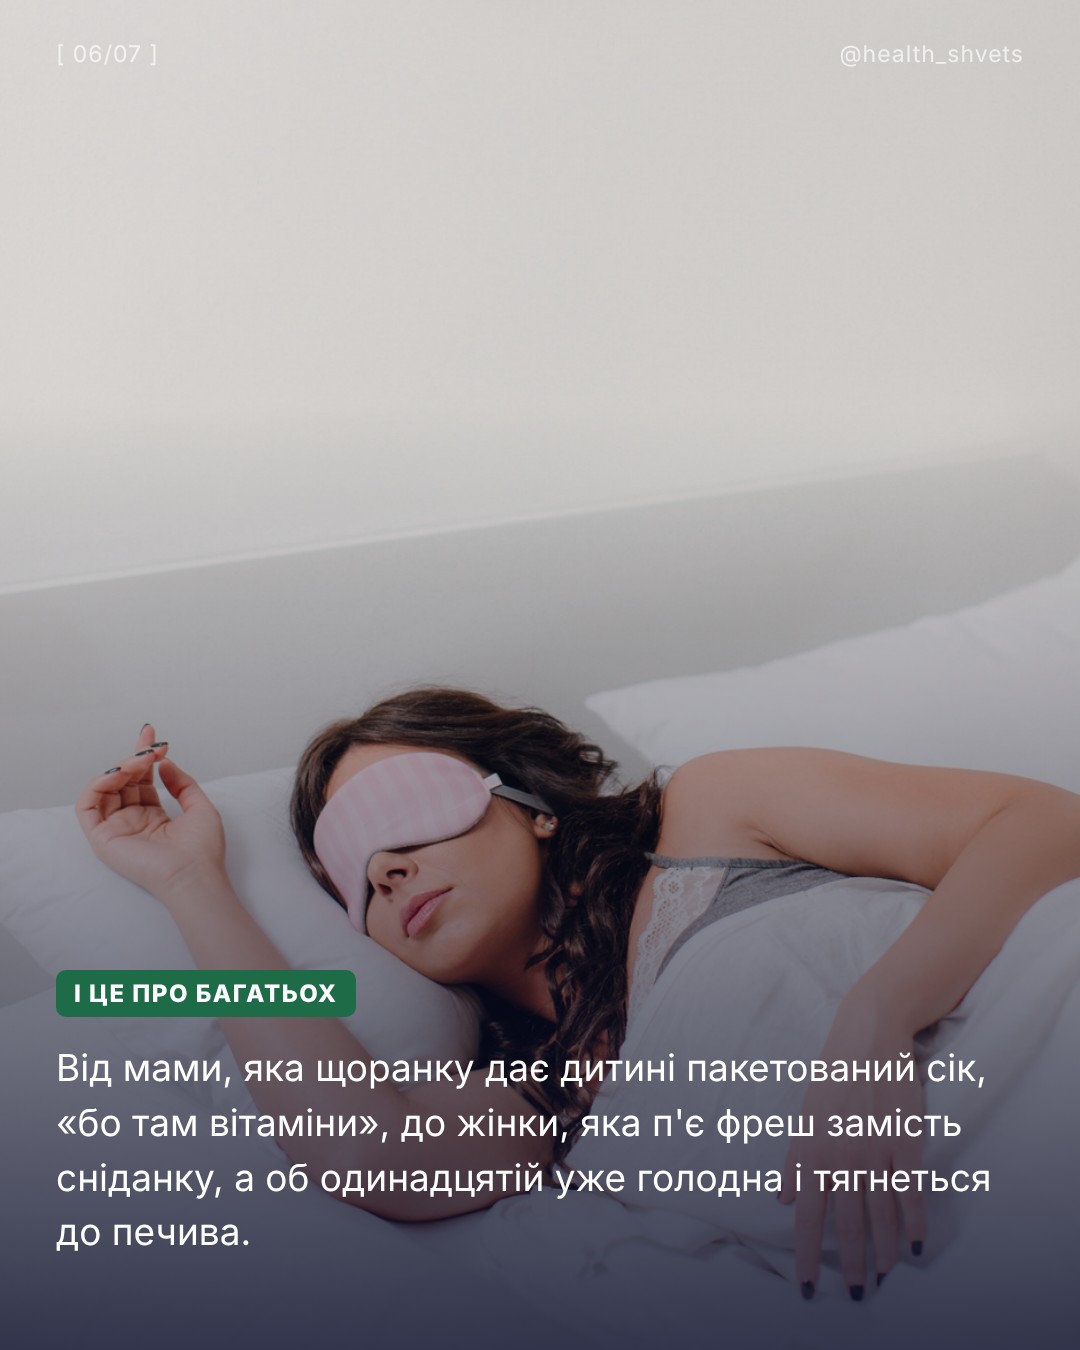 [ 06/07 ]
@health_shvets
І ЦЕ ПРО БАГАТЬОХ
Від мами, яка щоранку дає дитині пакетований сік,
«бо там вітаміни», до жінки, яка п'є фреш замість
сніданку, а об одинадцятій уже голодна і тягнеться
до печива.